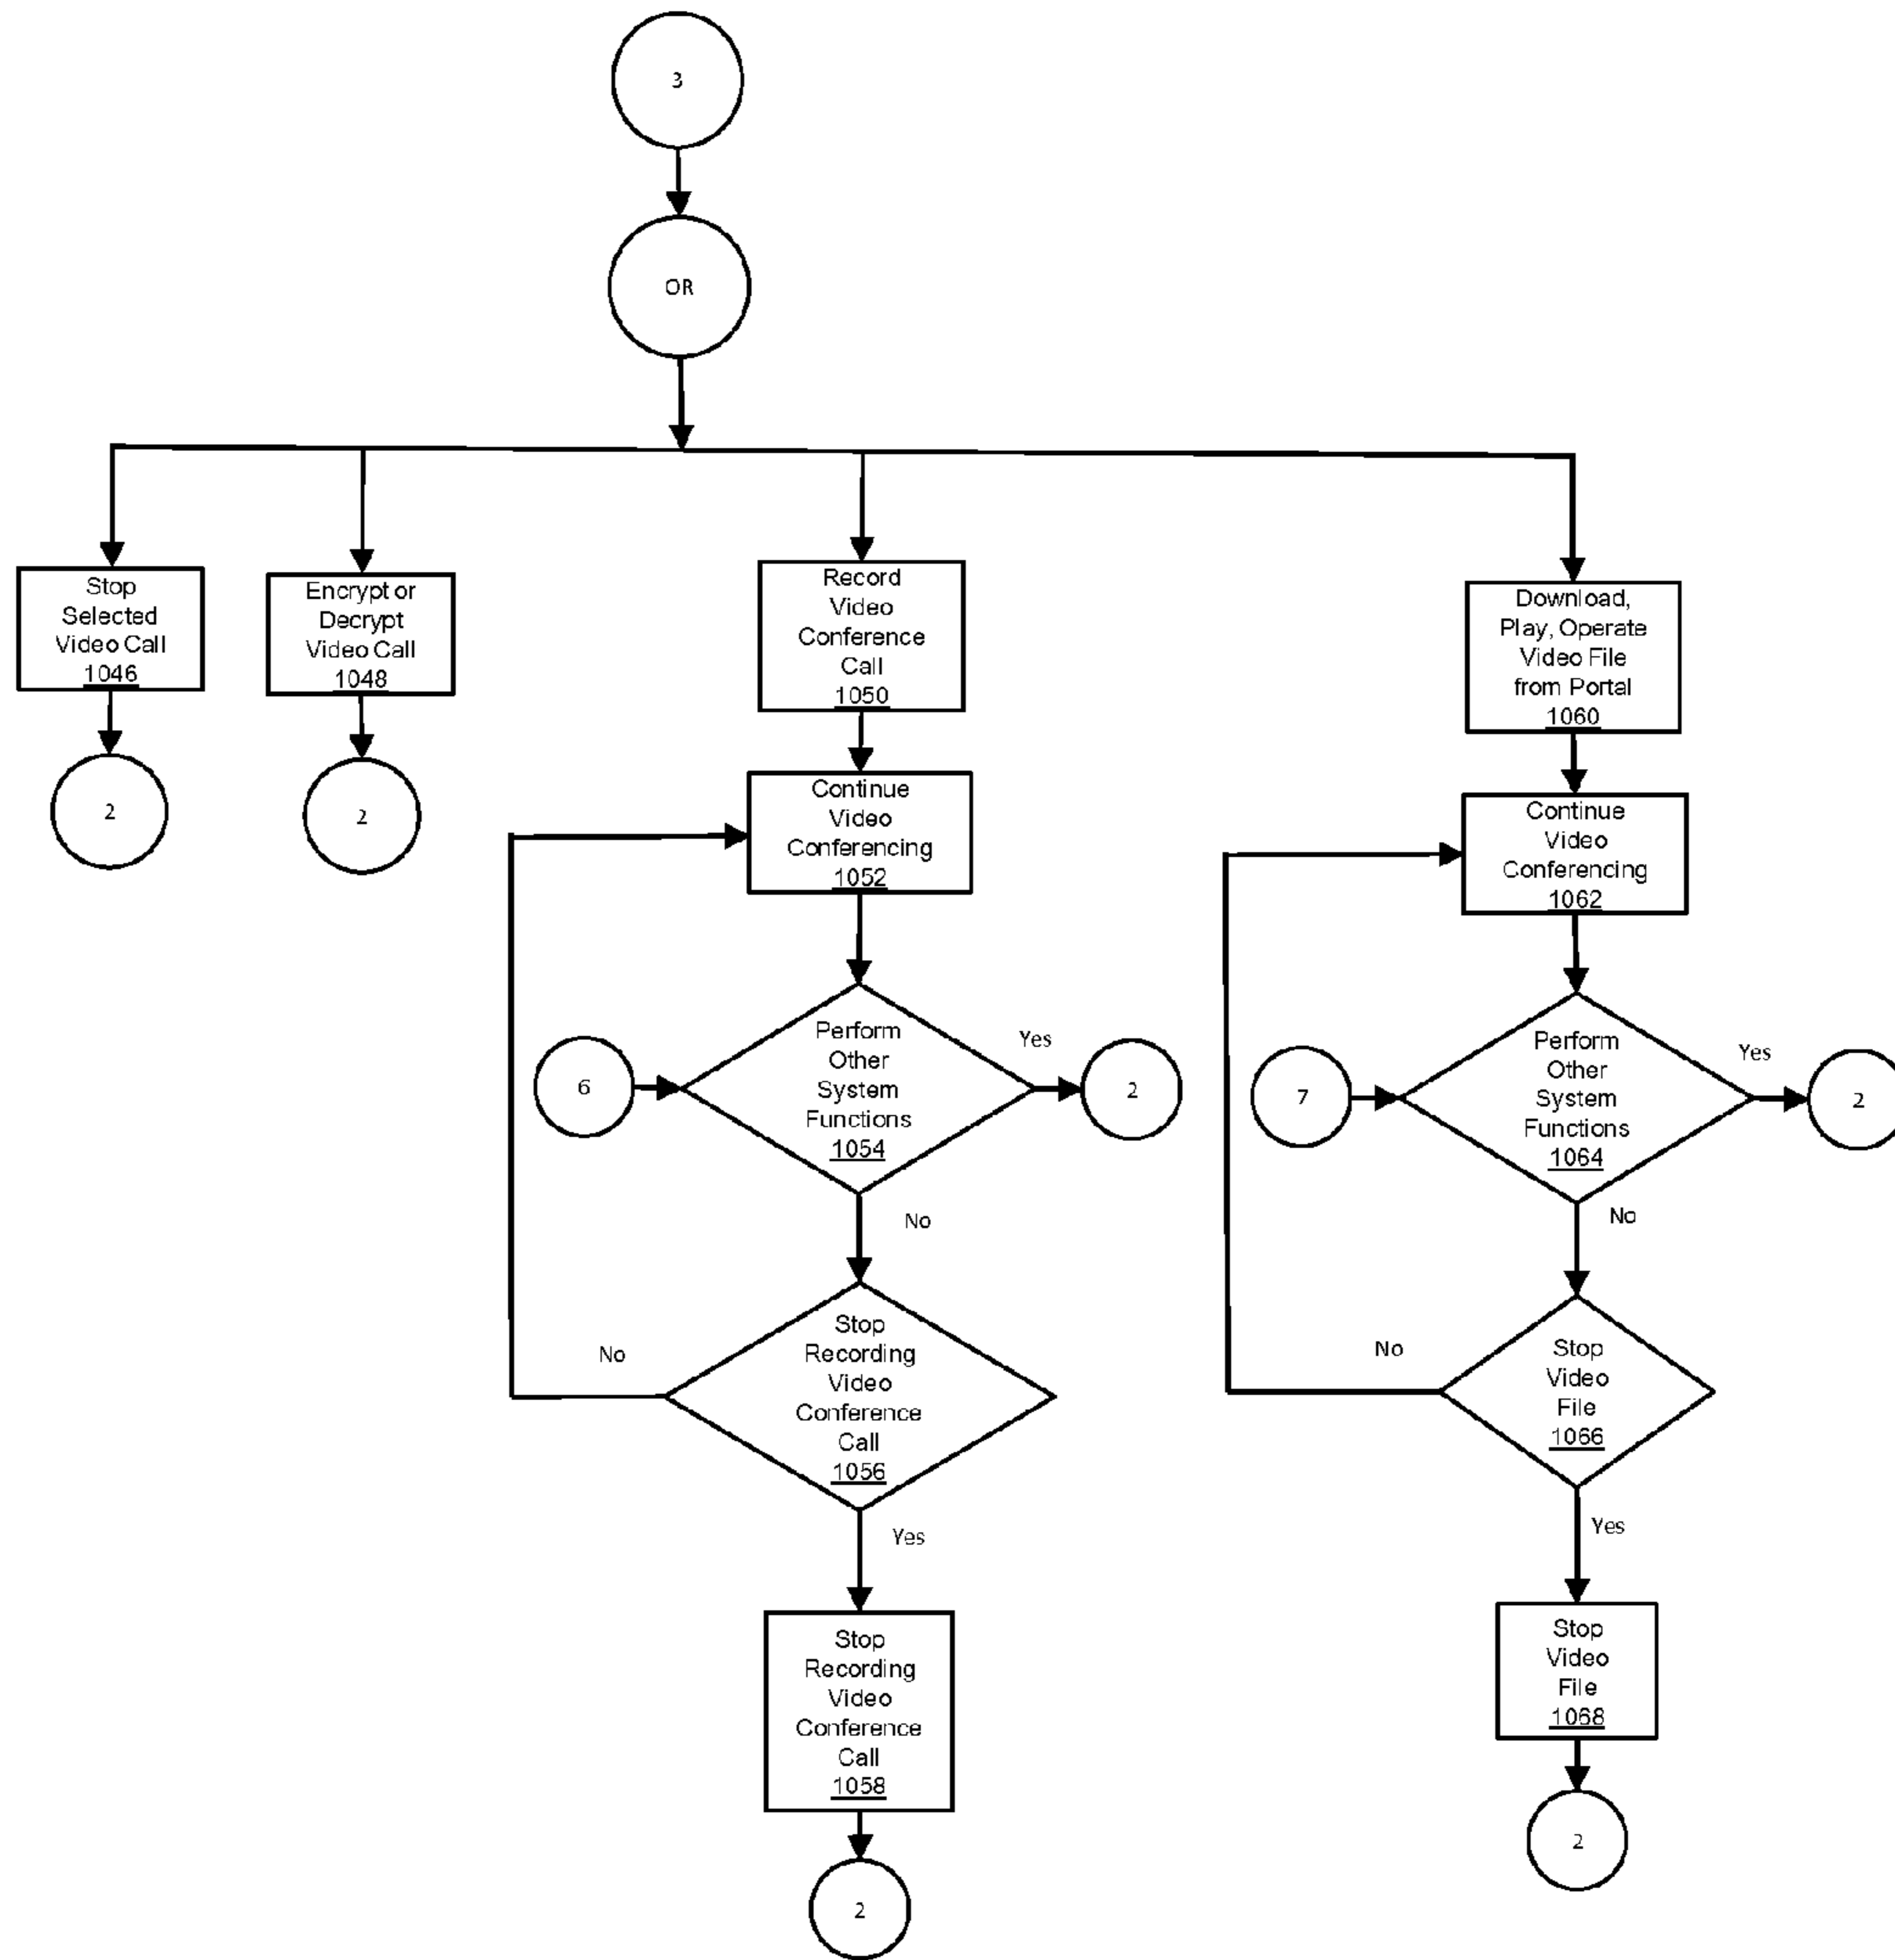 3
OR
Stop
Selected
Video Call
1046
2
Encrypt or
Decrypt
Video Call
1048
2
Record
Video
Conference
Call
1050
Continue
Video
Conferencing
1052
6
Perform
Other
System
Functions
1054
Yes
2
No
Stop
Recording
Video
Conference
Call
1056
No
Yes
Stop
Recording
Video
Conference
Call
1058
2
Download,
Play, Operate
Video File
from Portal
1060
Continue
Video
Conferencing
1062
7
Perform
Other
System
Functions
1064
Yes
2
No
Stop
Video
File
1066
No
Yes
Stop
Video
File
1068
2